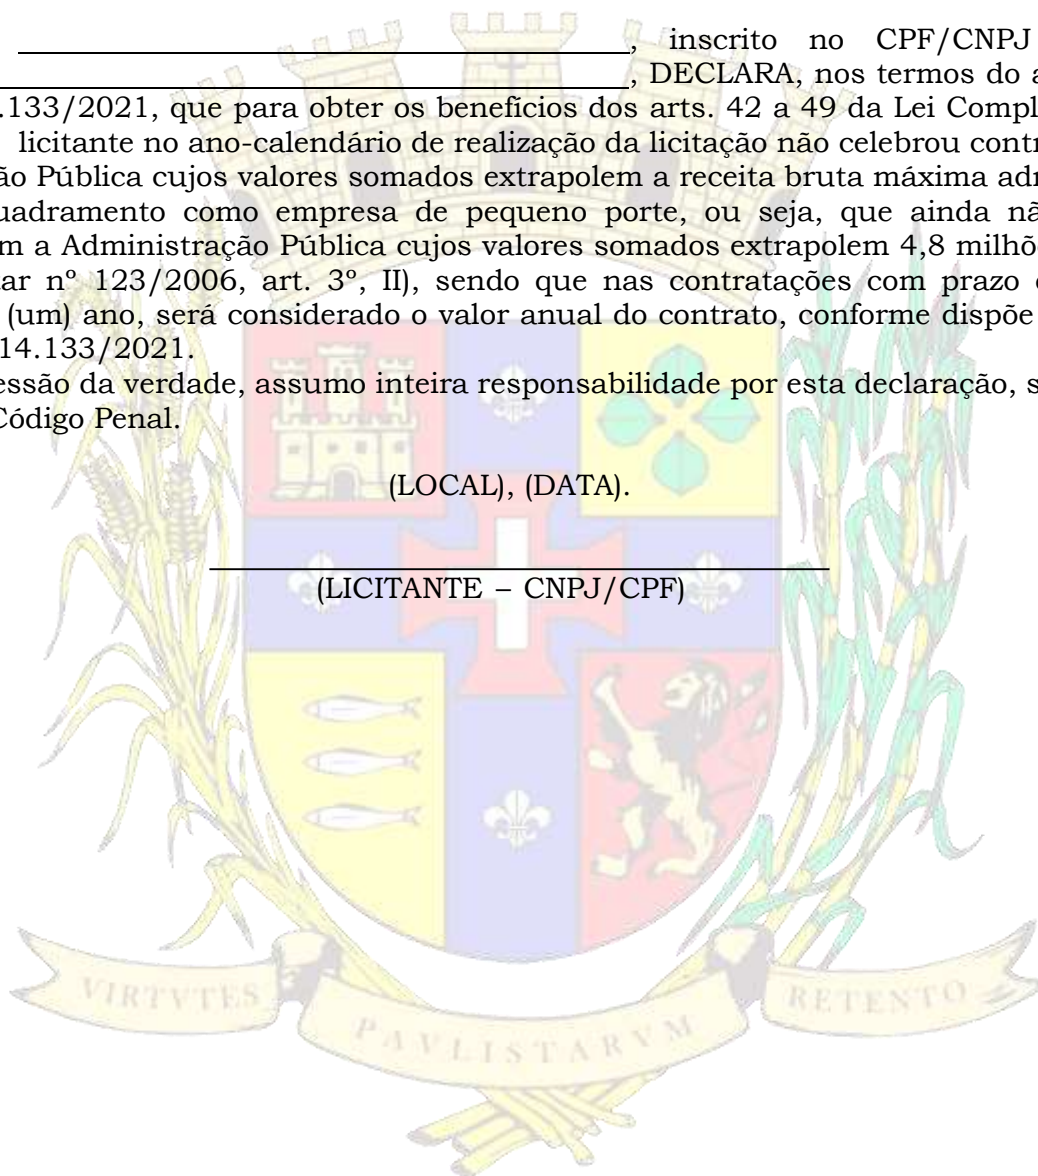 ____________________________________, inscrito no CPF/CNPJ
____________________________________, DECLARA, nos termos do a
.133/2021, que para obter os benefícios dos arts. 42 a 49 da Lei Compl
licitante no ano-calendário de realização da licitação não celebrou contr
ão Pública cujos valores somados extrapolem a receita bruta máxima adr
uadramento como empresa de pequeno porte, ou seja, que ainda nã
m a Administração Pública cujos valores somados extrapolem 4,8 milhõ
ar nº 123/2006, art. 3º, II), sendo que nas contratações com prazo
(um) ano, será considerado o valor anual do contrato, conforme dispõe
14.133/2021.
essão da verdade, assumo inteira responsabilidade por esta declaração, s
Código Penal.
(LOCAL), (DATA).
____________________________________
(LICITANTE – CNPJ/CPF)
VIRTVTES PAVLISTARVM RETENTO